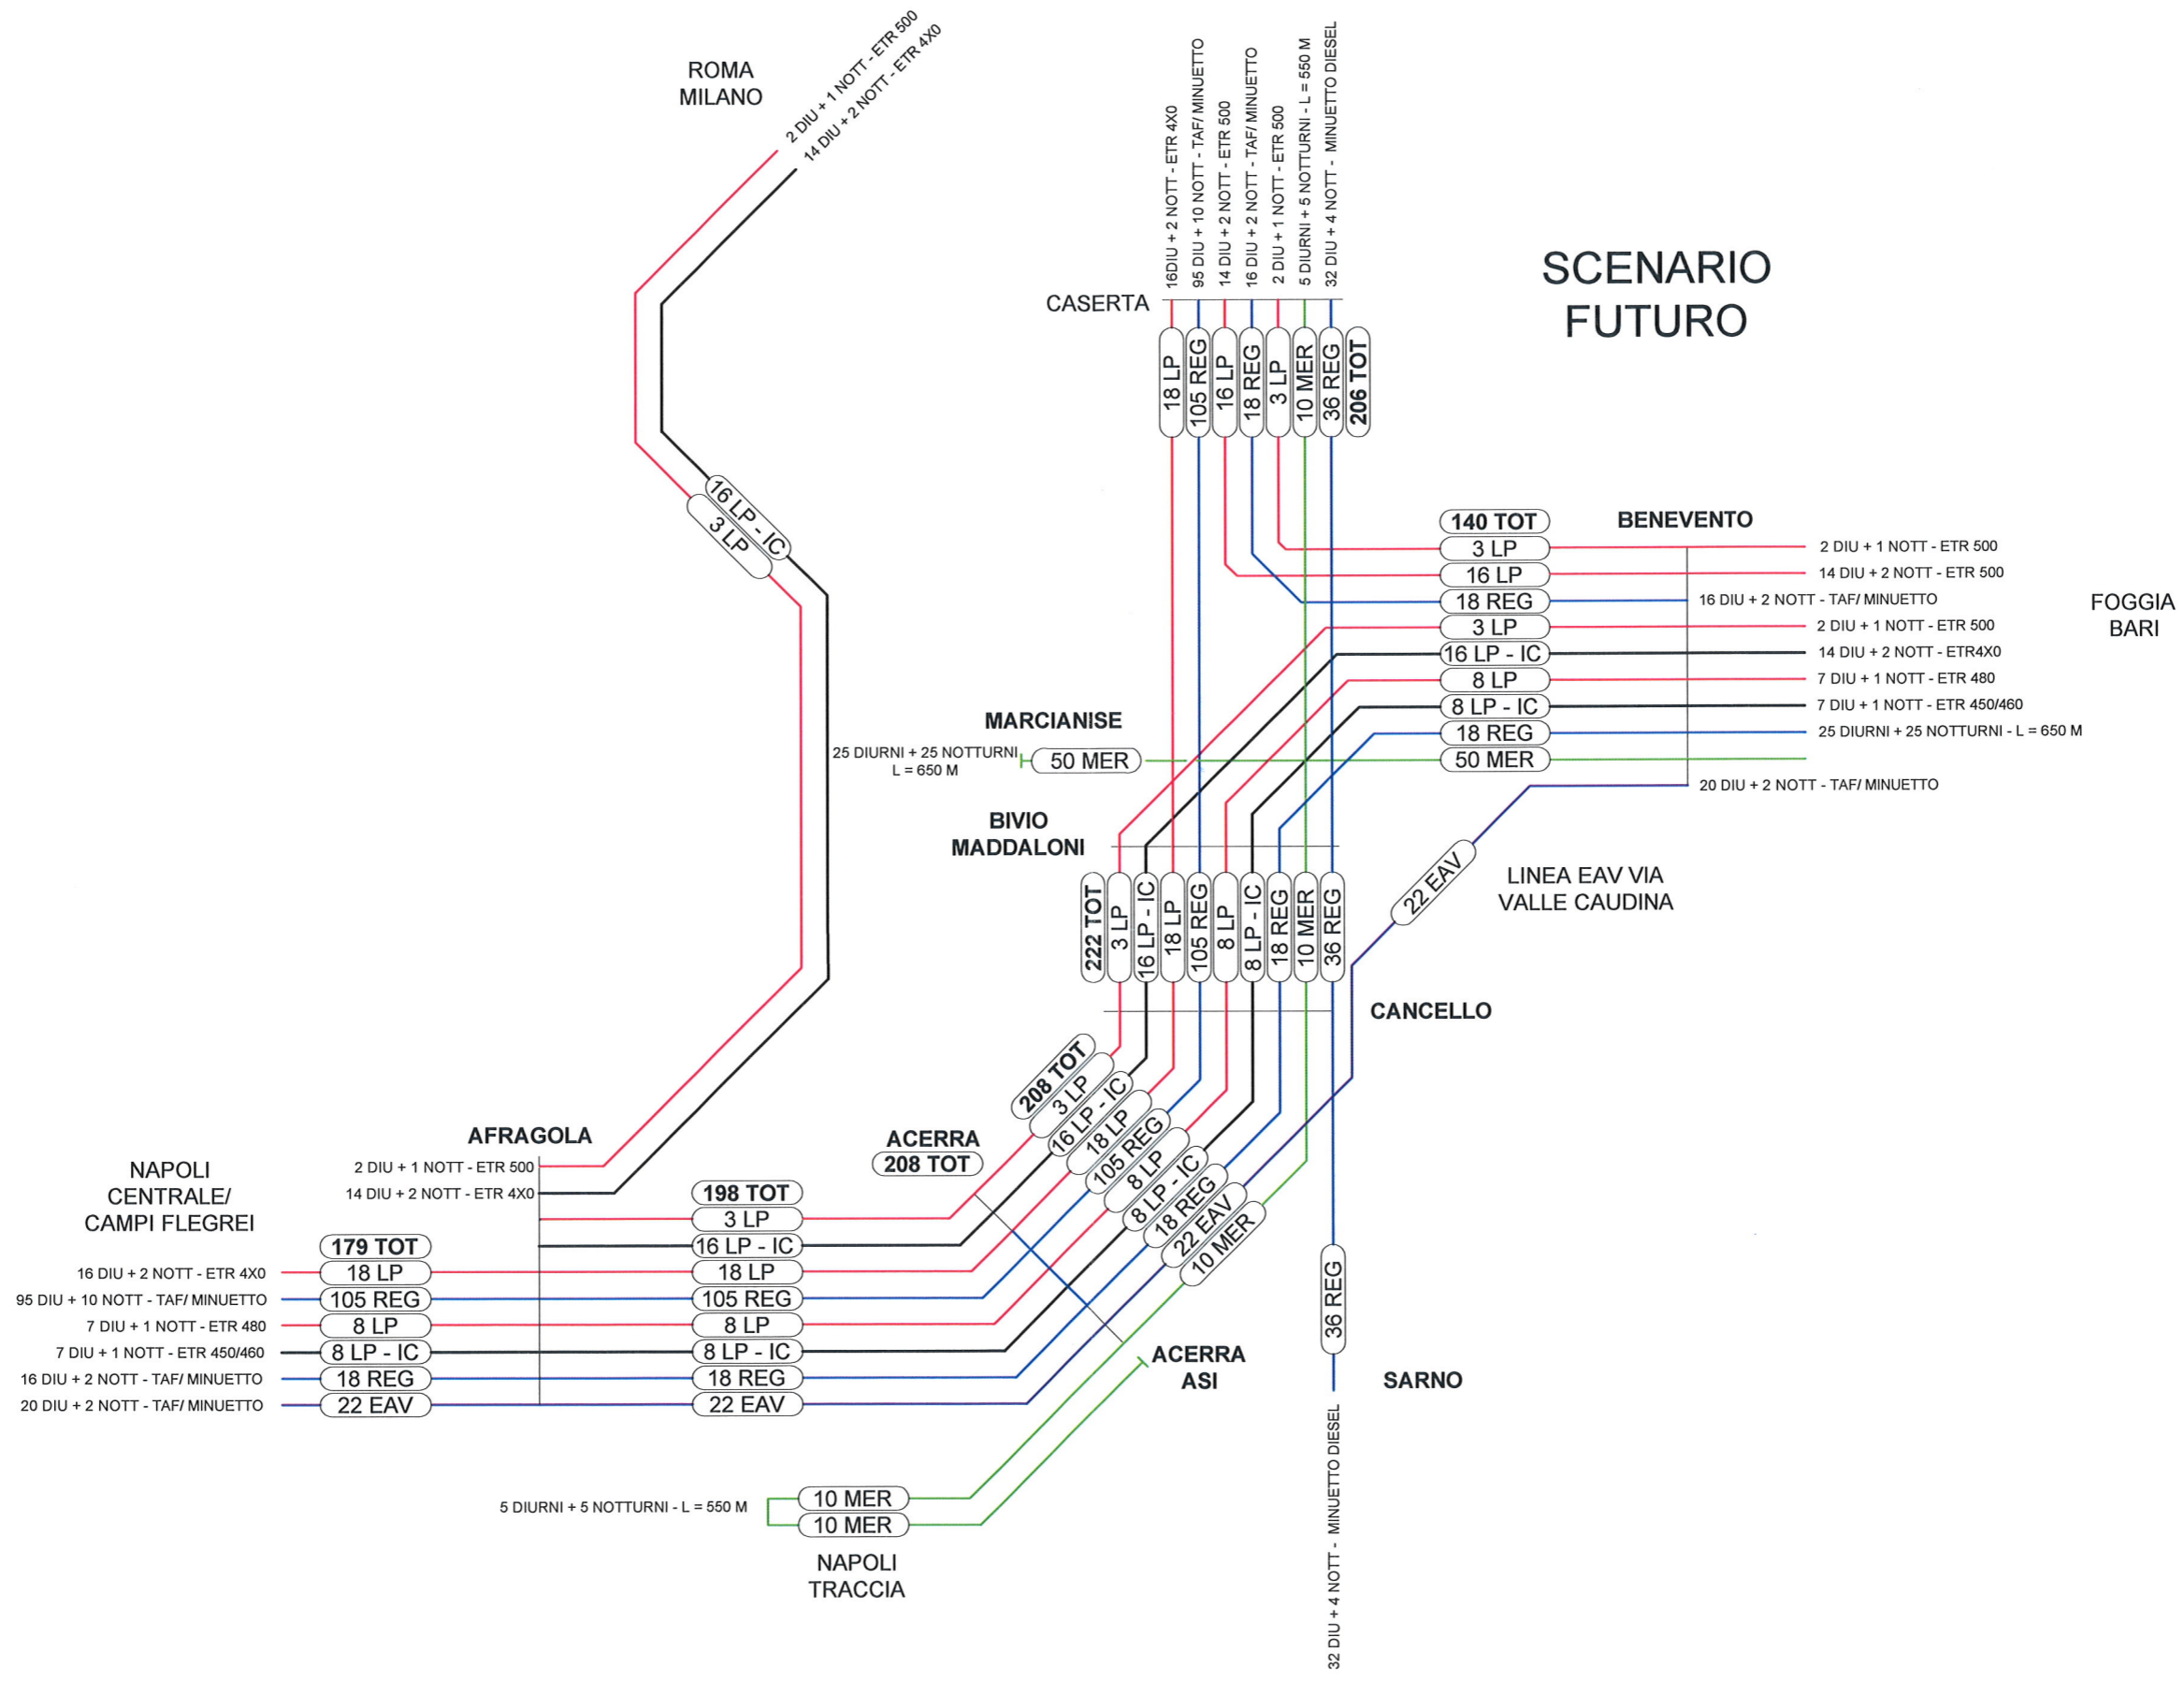 ROMA
MILANO
2 DIU + 1 NOTT - ETR 500
14 DIU + 2 NOTT - ETR 4X0
16DIU + 2 NOTT - ETR 4X0
95 DIU + 10 NOTT - TAF/ MINUETTO
14 DIU + 2 NOTT - ETR 500
16 DIU + 2 NOTT - TAF/ MINUETTO
2 DIU + 1 NOTT - ETR 500
5 DIURNI + 5 NOTTURNI - L = 550 M
32 DIU + 4 NOTT - MINUETTO DIESEL
SCENARIO
FUTURO
CASERTA
18 LP
105 REG
16 LP
18 REG
3 LP
10 MER
36 REG
206 TOT
16 LP - IC
3 LP
140 TOT
BENEVENTO
3 LP
2 DIU + 1 NOTT - ETR 500
16 LP
14 DIU + 2 NOTT - ETR 500
18 REG
16 DIU + 2 NOTT - TAF/ MINUETTO
3 LP
2 DIU + 1 NOTT - ETR 500
16 LP - IC
14 DIU + 2 NOTT - ETR4X0
8 LP
7 DIU + 1 NOTT - ETR 480
8 LP - IC
7 DIU + 1 NOTT - ETR 450/460
18 REG
25 DIURNI + 25 NOTTURNI - L = 650 M
50 MER
20 DIU + 2 NOTT - TAF/ MINUETTO
FOGGIA
BARI
MARCIANISE
25 DIURNI + 25 NOTTURNI
L = 650 M
50 MER
BIVIO
MADDALONI
22 EAV
LINEA EAV VIA
VALLE CAUDINA
222 TOT
3 LP
16 LP - IC
18 LP
105 REG
8 LP
8 LP - IC
18 REG
10 MER
36 REG
CANCELLO
208 TOT
3 LP
16 LP - IC
18 LP
105 REG
8 LP
8 LP - IC
18 REG
22 EAV
10 MER
ACERRA
208 TOT
AFRAGOLA
2 DIU + 1 NOTT - ETR 500
14 DIU + 2 NOTT - ETR 4X0
NAPOLI
CENTRALE/
CAMPI FLEGREI
198 TOT
3 LP
16 LP - IC
18 LP
105 REG
8 LP
8 LP - IC
18 REG
22 EAV
179 TOT
16 DIU + 2 NOTT - ETR 4X0
18 LP
95 DIU + 10 NOTT - TAF/ MINUETTO
105 REG
7 DIU + 1 NOTT - ETR 480
8 LP
7 DIU + 1 NOTT - ETR 450/460
8 LP - IC
16 DIU + 2 NOTT - TAF/ MINUETTO
18 REG
20 DIU + 2 NOTT - TAF/ MINUETTO
22 EAV
ACERRA
ASI
36 REG
SARNO
32 DIU + 4 NOTT - MINUETTO DIESEL
5 DIURNI + 5 NOTTURNI - L = 550 M
10 MER
10 MER
NAPOLI
TRACCIA